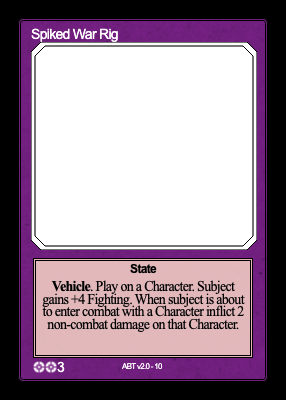 Spiked War Rig
State
Vehicle. Play on a Character. Subject
gains +4 Fighting. When subject is about
to enter combat with a Character inflict 2
non-combat damage on that Character.
3
ABT v2.0 - 10